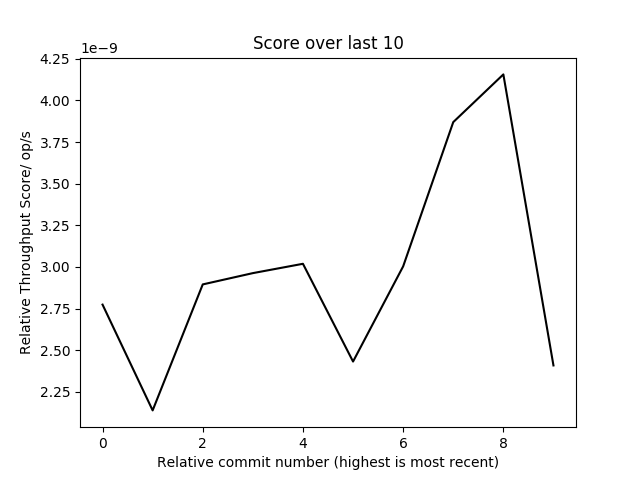 Score over last 10
1e−9
4.25
4.00
3.75
3.50
3.25
3.00
2.75
2.50
2.25
Relative Throughput Score/ op/s
0 2 4 6 8
Relative commit number (highest is most recent)